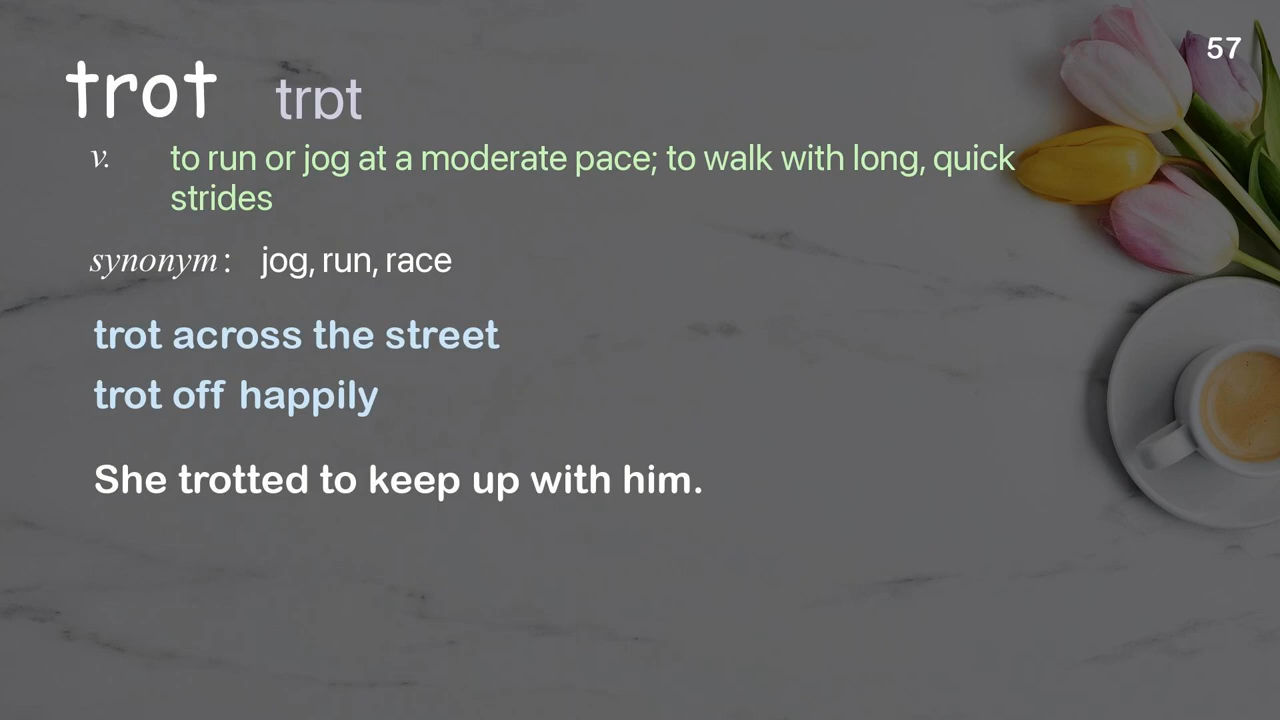 57
trot trɒt
v. to run or jog at a moderate pace; to walk with long, quick
strides
synonym: jog, run, race
trot across the street
trot off happily
She trotted to keep up with him.